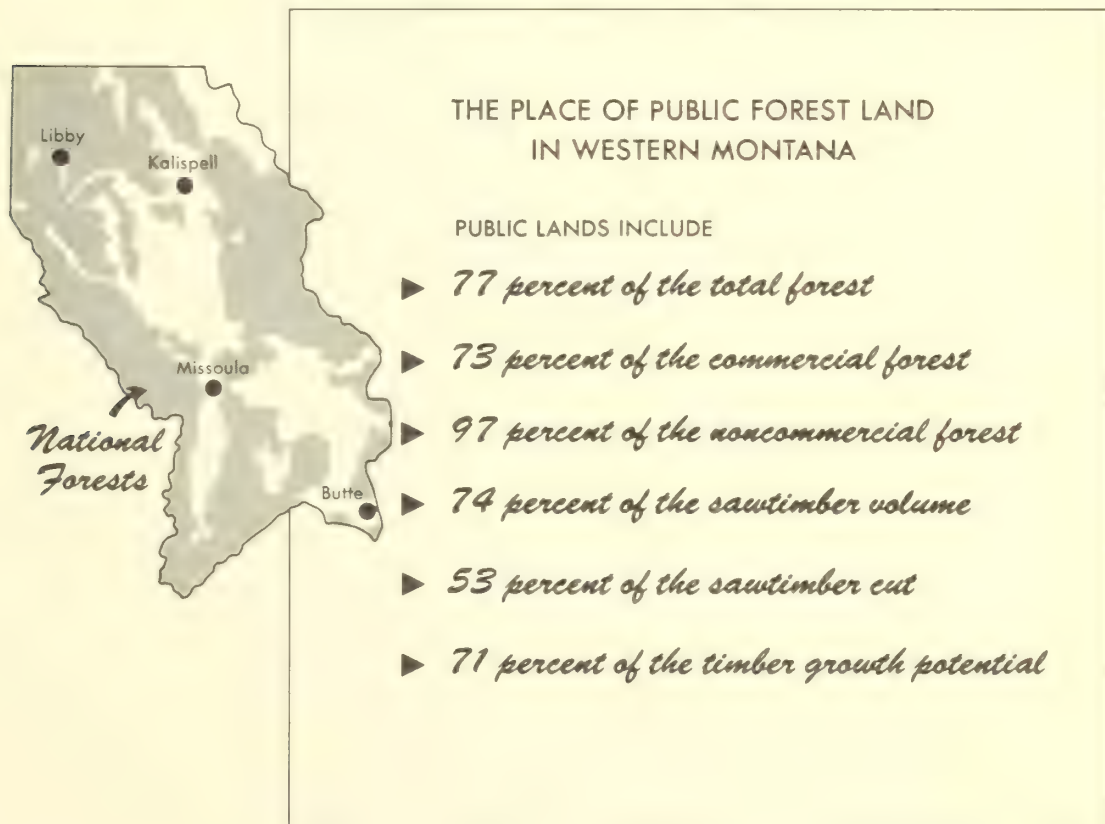 THE PLACE OF PUBLIC FOREST LAND
IN WESTERN MONTANA
PUBLIC LANDS INCLUDE
► 77 percent of the total forest
► 73 percent of the commercial forest
► 97 percent of the noncommercial forest
► 74 percent of the sawtimber volume
► 53 percent of the sawtimber cut
► 71 percent of the timber growth potential
Libby
Kalispell
Missoula
National
Forests
Butte